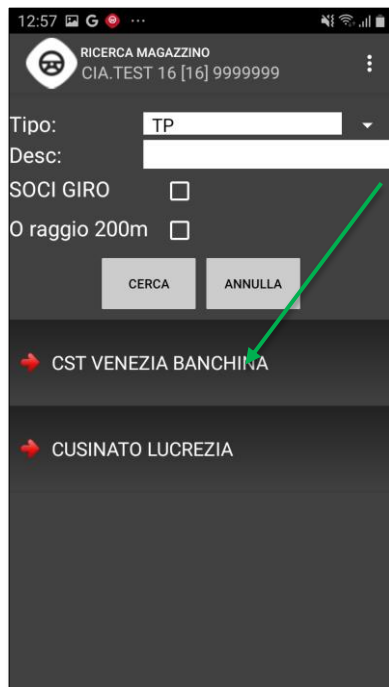 12:57 G ...
RICERCA MAGAZZINO
CIA.TEST 16 [16] 9999999
Tipo: TP
Desc:
SOCI GIRO
O raggio 200m
CERCA ANNULLA
CST VENEZIA BANCHINA
CUSINATO LUCREZIA